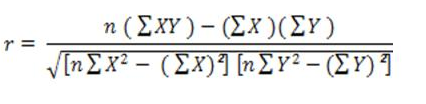 r = n ( ∑XY ) − (∑X )(∑Y ) / √[n∑X² − ( ∑X)²] [n∑Y² − (∑Y) ²]